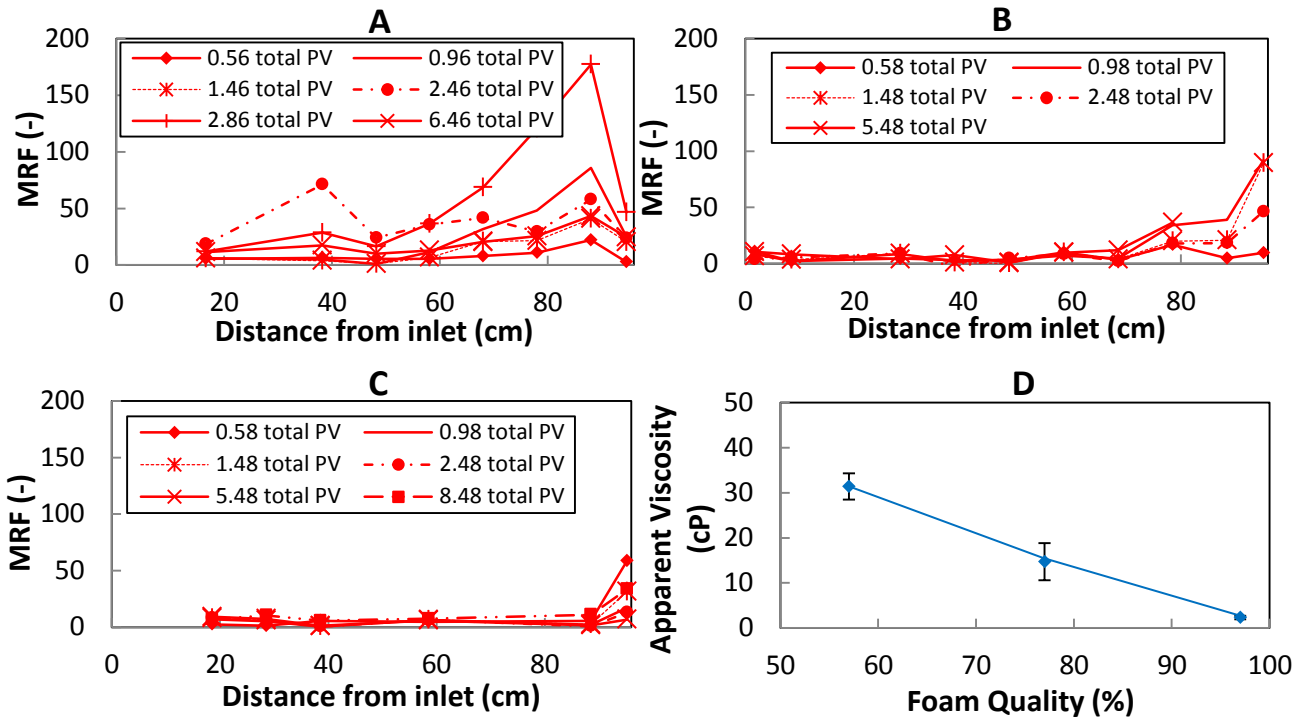 A
200
150
100
50
0
MRF (-)
0.56 total PV 0.96 total PV
1.46 total PV 2.46 total PV
2.86 total PV 6.46 total PV
0 20 40 60 80
Distance from inlet (cm)
B
200
150
100
50
0
MRF (-)
0.58 total PV 0.98 total PV
1.48 total PV 2.48 total PV
5.48 total PV
0 20 40 60 80
Distance from inlet (cm)
C
200
150
100
50
0
MRF (-)
0.58 total PV 0.98 total PV
1.48 total PV 2.48 total PV
5.48 total PV 8.48 total PV
0 20 40 60 80
Distance from inlet (cm)
D
50
40
30
20
10
0
Apparent Viscosity
(cP)
50 60 70 80 90 100
Foam Quality (%)